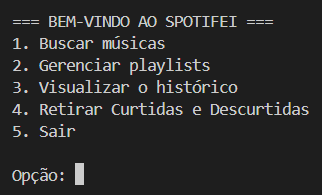 === BEM-VINDO AO SPOTIFEI ===
1. Buscar músicas
2. Gerenciar playlists
3. Visualizar o histórico
4. Retirar Curtidas e Descurtidas
5. Sair
Opção: